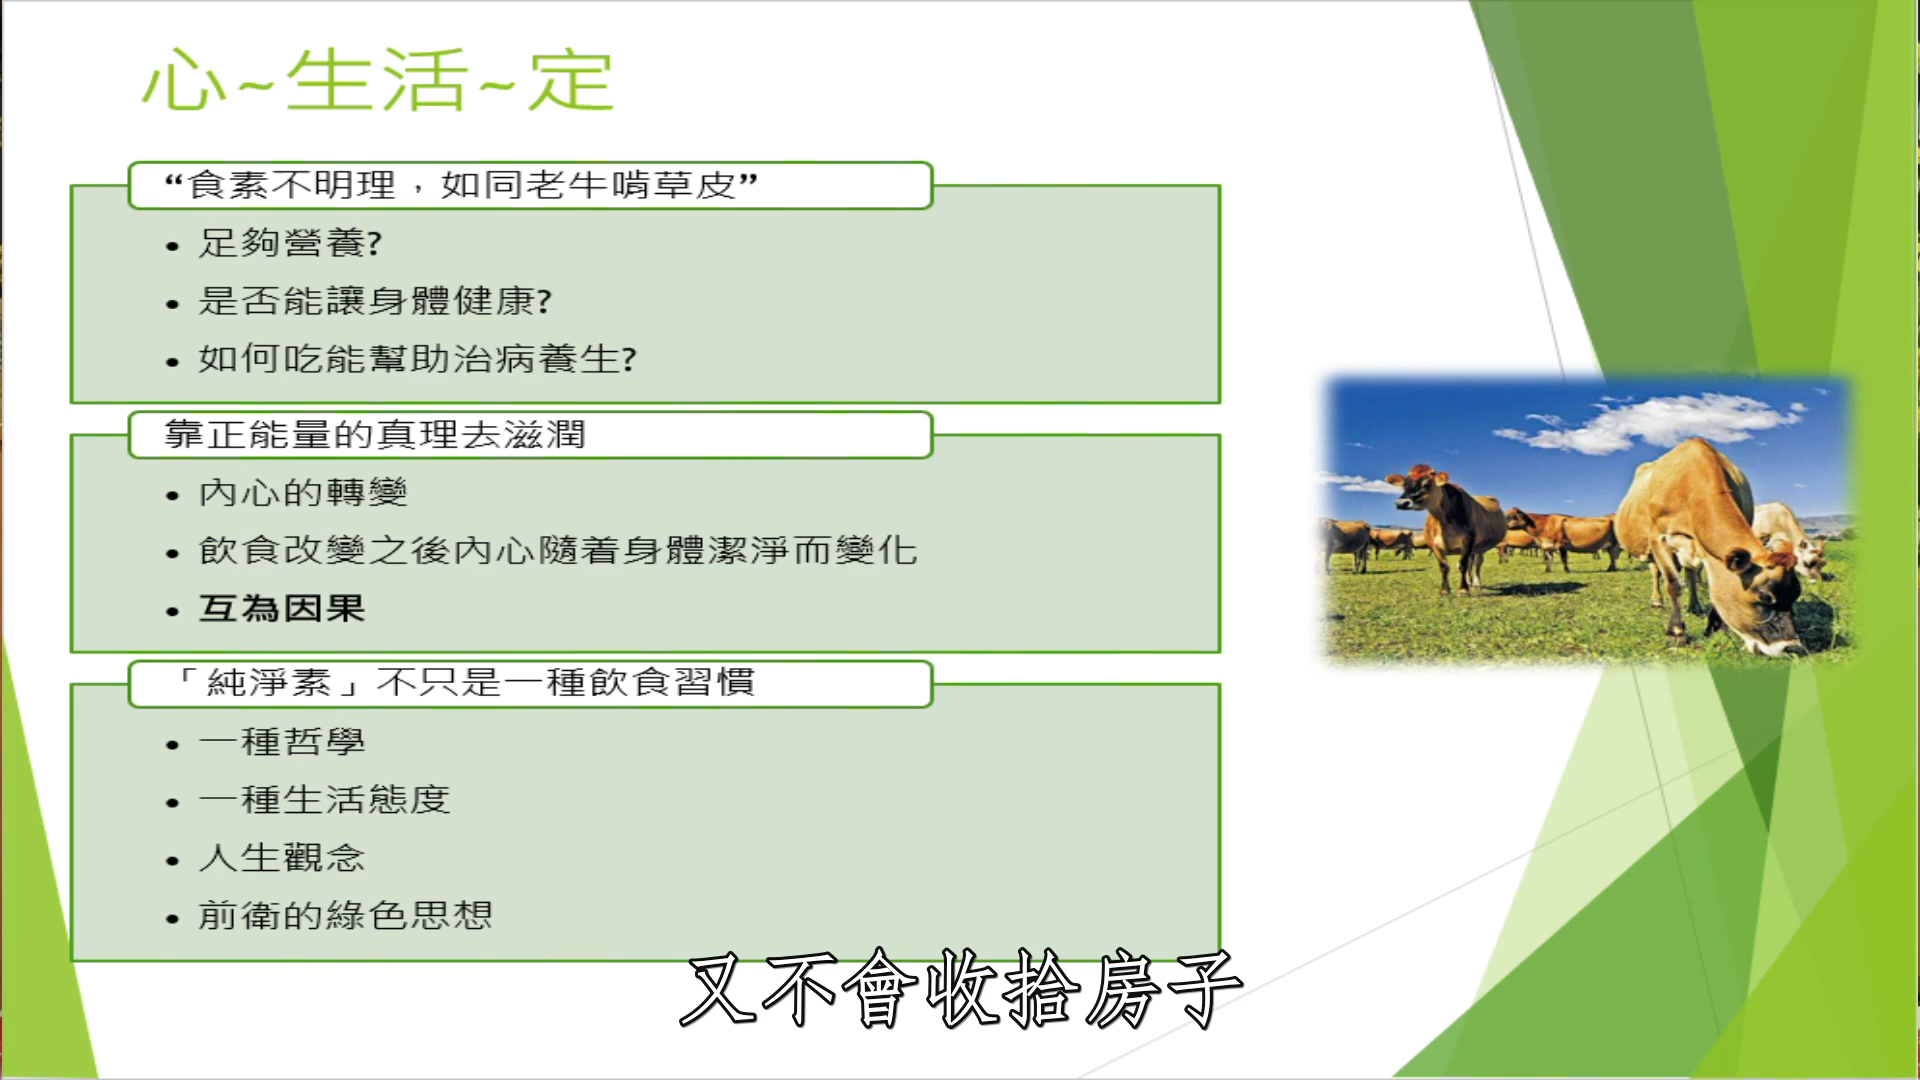 心~生活~定
“食素不明理，如同老牛啃草皮”
• 足夠營養?
• 是否能讓身體健康?
• 如何吃能幫助治病養生?
靠正能量的真理去滋潤
• 內心的轉變
• 飲食改變之後內心隨着身體潔淨而變化
• 互為因果
「純淨素」不只是一種飲食習慣
• 一種哲學
• 一種生活態度
• 人生觀念
• 前衛的綠色思想
又不會收拾房子